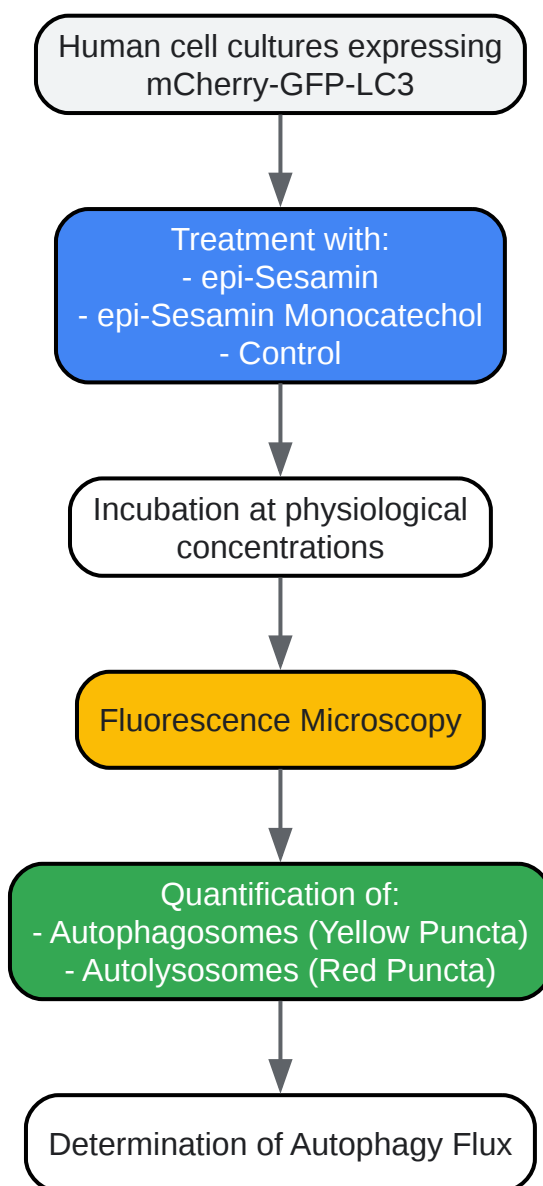 Human cell cultures expressing
mCherry-GFP-LC3
Treatment with:
- epi-Sesamin
- epi-Sesamin Monocatechol
- Control
Incubation at physiological
concentrations
Fluorescence Microscopy
Quantification of:
- Autophagosomes (Yellow Puncta)
- Autolysosomes (Red Puncta)
Determination of Autophagy Flux